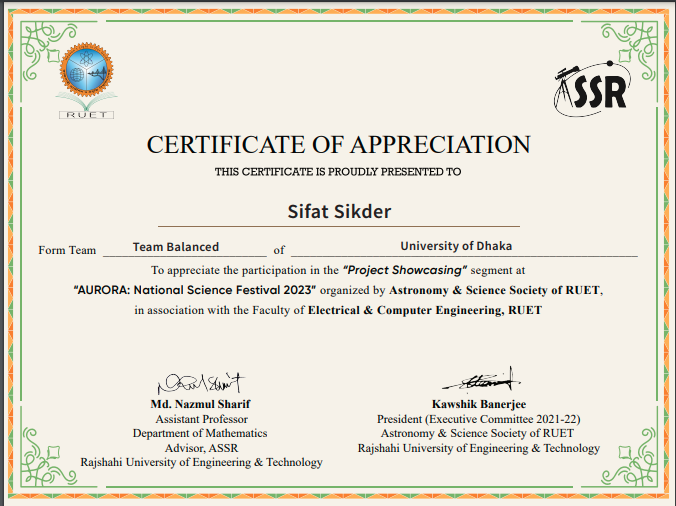 RUET
ASSR
CERTIFICATE OF APPRECIATION
THIS CERTIFICATE IS PROUDLY PRESENTED TO
Sifat Sikder
Form Team Team Balanced of University of Dhaka
To appreciate the participation in the "Project Showcasing" segment at
"AURORA: National Science Festival 2023" organized by Astronomy & Science Society of RUET,
in association with the Faculty of Electrical & Computer Engineering, RUET
Md. Nazmul Sharif
Assistant Professor
Department of Mathematics
Advisor, ASSR
Rajshahi University of Engineering & Technology
Kawshik Banerjee
President (Executive Committee 2021-22)
Astronomy & Science Society of RUET
Rajshahi University of Engineering & Technology